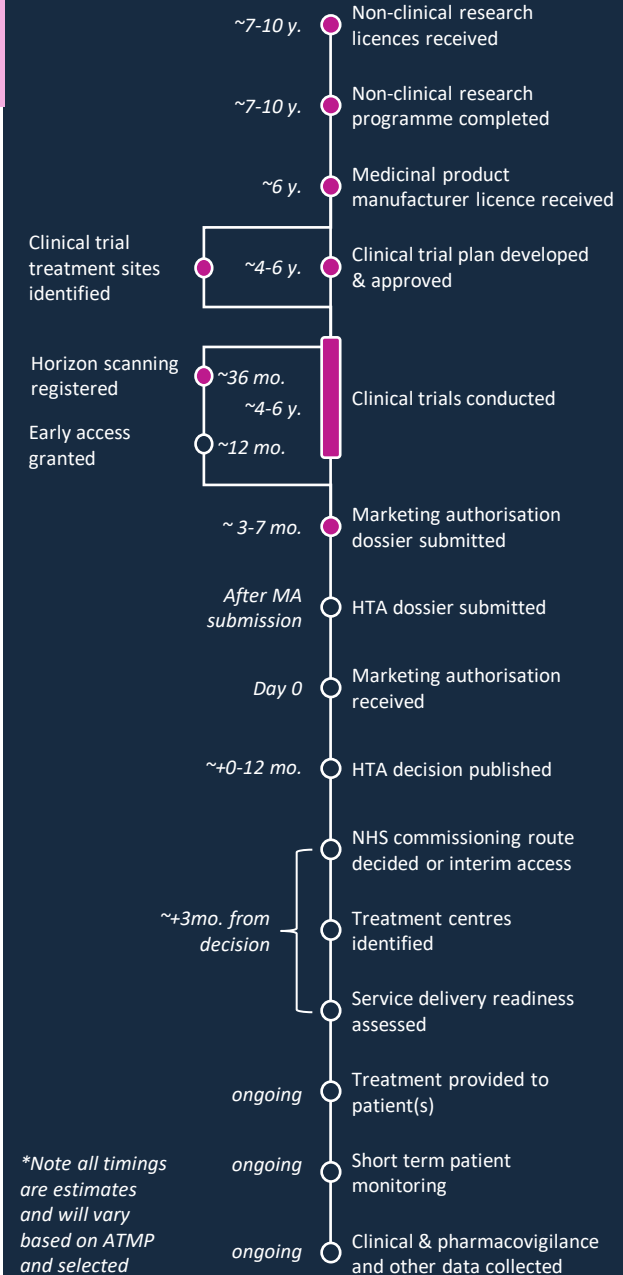 ~7-10 y.
Non-clinical research
licences received
~7-10 y.
Non-clinical research
programme completed
~6 y.
Medicinal product
manufacturer licence received
Clinical trial
treatment sites
identified
~4-6 y.
Clinical trial plan developed
& approved
Horizon scanning
registered
~36 mo.
~4-6 y.
Clinical trials conducted
Early access
granted
~12 mo.
~ 3-7 mo.
Marketing authorisation
dossier submitted
After MA
submission
HTA dossier submitted
Day 0
Marketing authorisation
received
~+0-12 mo.
HTA decision published
NHS commissioning route
decided or interim access
~+3mo. from
decision
Treatment centres
identified
Service delivery readiness
assessed
ongoing
Treatment provided to
patient(s)
ongoing
Short term patient
monitoring
ongoing
Clinical & pharmacovigilance
and other data collected
*Note all timings
are estimates
and will vary
based on ATMP
and selected